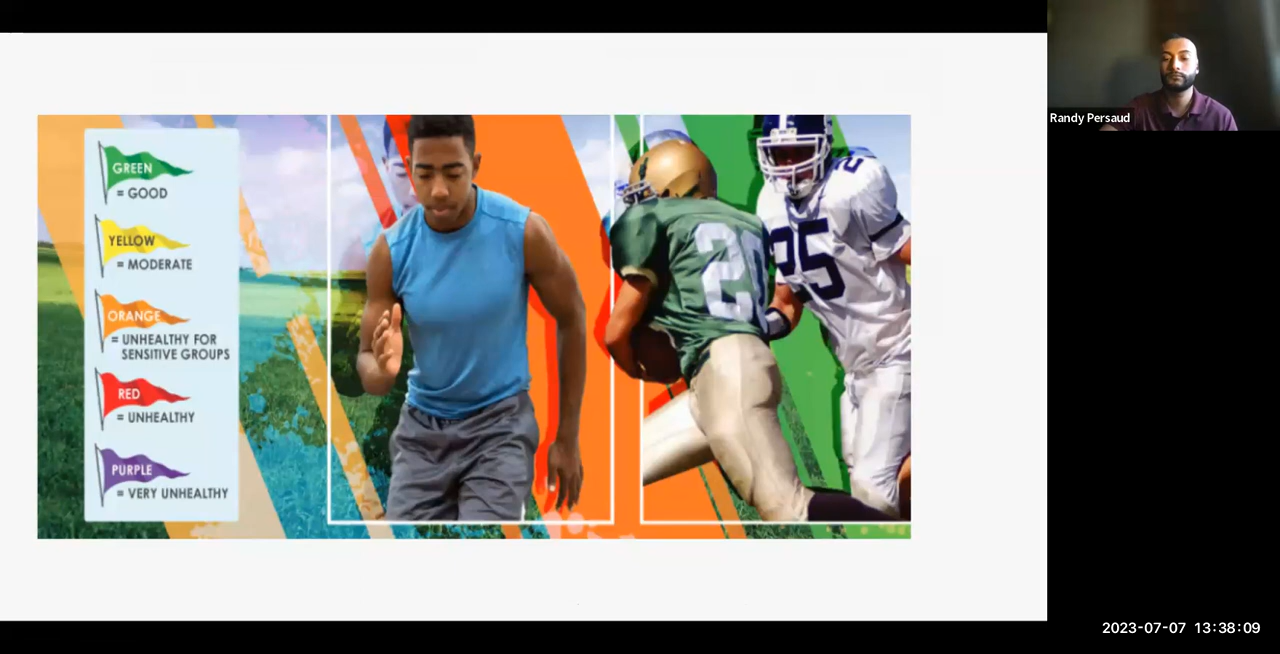 GREEN
= GOOD
YELLOW
= MODERATE
ORANGE
= UNHEALTHY FOR
SENSITIVE GROUPS
RED
= UNHEALTHY
PURPLE
= VERY UNHEALTHY
25
Randy Persaud
2023-07-07 13:38:09